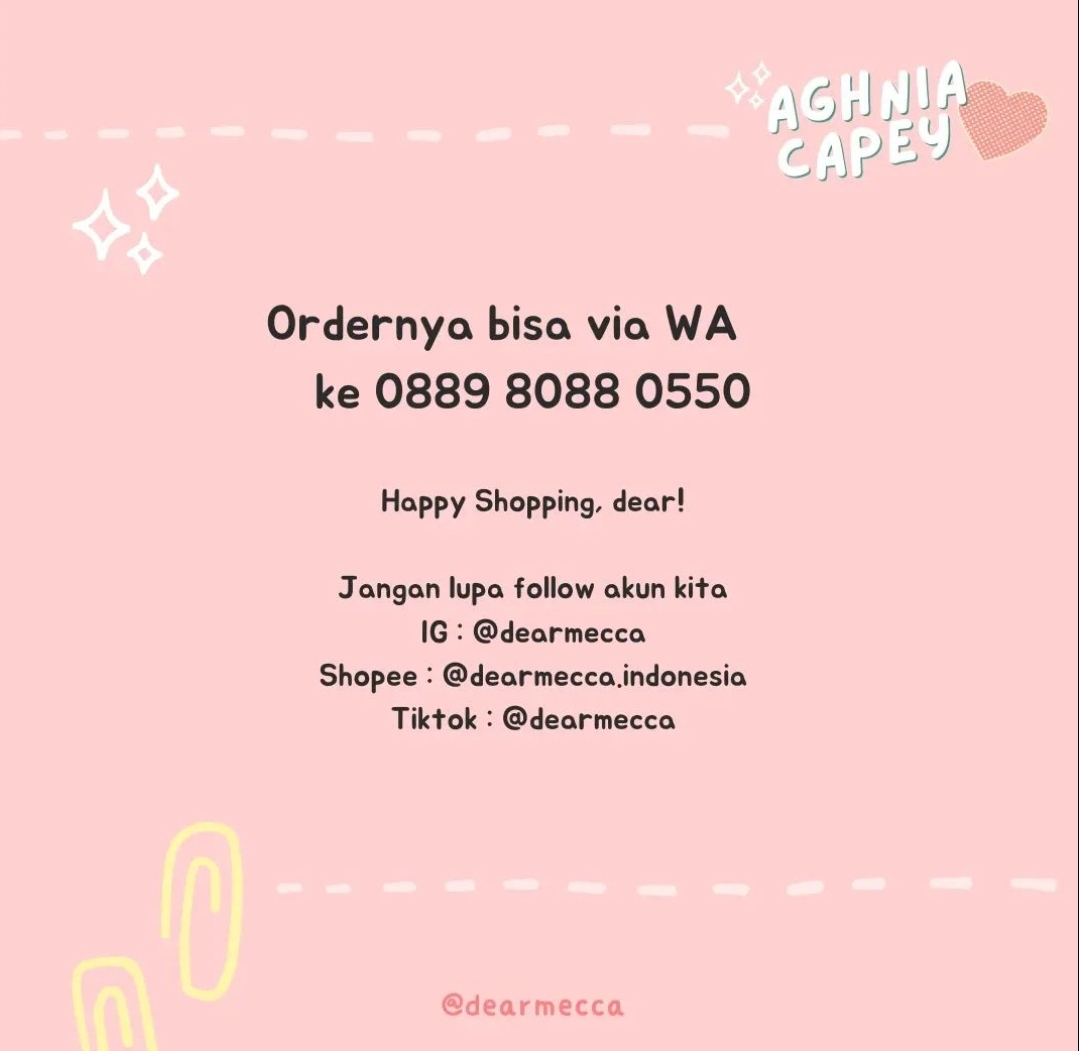 AGHNIA
CAPEY
Ordernya bisa via WA
ke 0889 8088 0550
Happy Shopping, dear!
Jangan lupa follow akun kita
IG : @dearmecca
Shopee : @dearmecca.indonesia
Tiktok : @dearmecca
@dearmecca